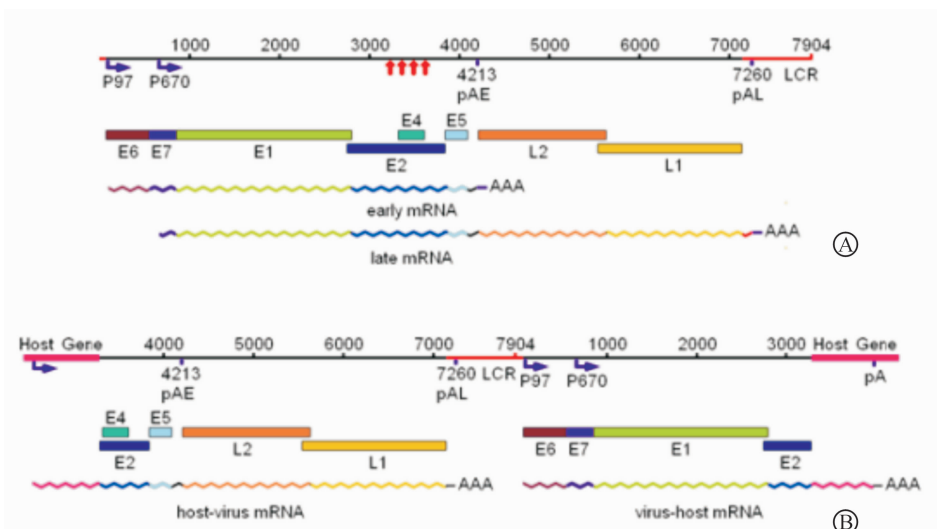 1000 2000 3000 4000 5000 6000 7000 7904
P97 P670 4213 7260 LCR
pAE pAL
E4 E5
E6 E7 E1 E2 L2 L1
AAA
early mRNA
AAA
late mRNA
A
Host Gene 4000 5000 6000 7000 7904 1000 2000 3000 Host Gene
4213 7260 LCR P97 P670 pA
pAE pAL
E4 E5
E2 L2 L1 E6 E7 E1 E2
AAA AAA
host-virus mRNA virus-host mRNA
B